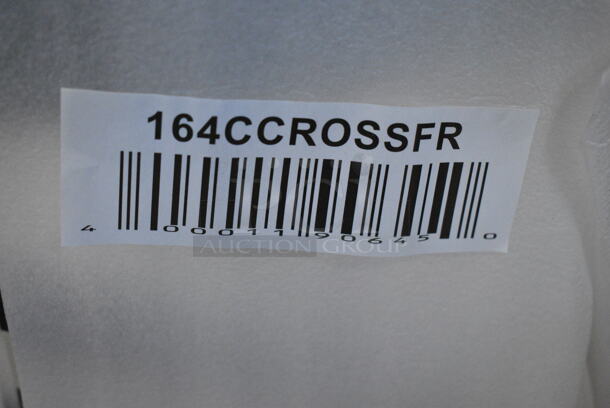 164CCROSSFR
4 00011 90645 0
AUCTION GROUP